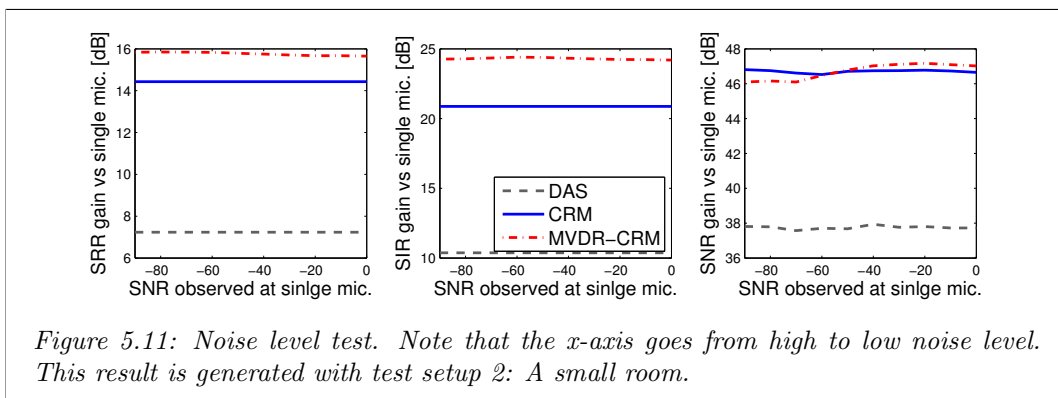 SRR gain vs single mic. [dB]
16
14
12
10
8
6
−80 −60 −40 −20 0
SNR observed at sinlge mic.
SIR gain vs single mic. [dB]
25
20
15
10
−80 −60 −40 −20 0
SNR observed at sinlge mic.
DAS
CRM
MVDR−CRM
SNR gain vs single mic. [dB]
48
46
44
42
40
38
36
−80 −60 −40 −20 0
SNR observed at sinlge mic.
Figure 5.11: Noise level test. Note that the x-axis goes from high to low noise level.
This result is generated with test setup 2: A small room.